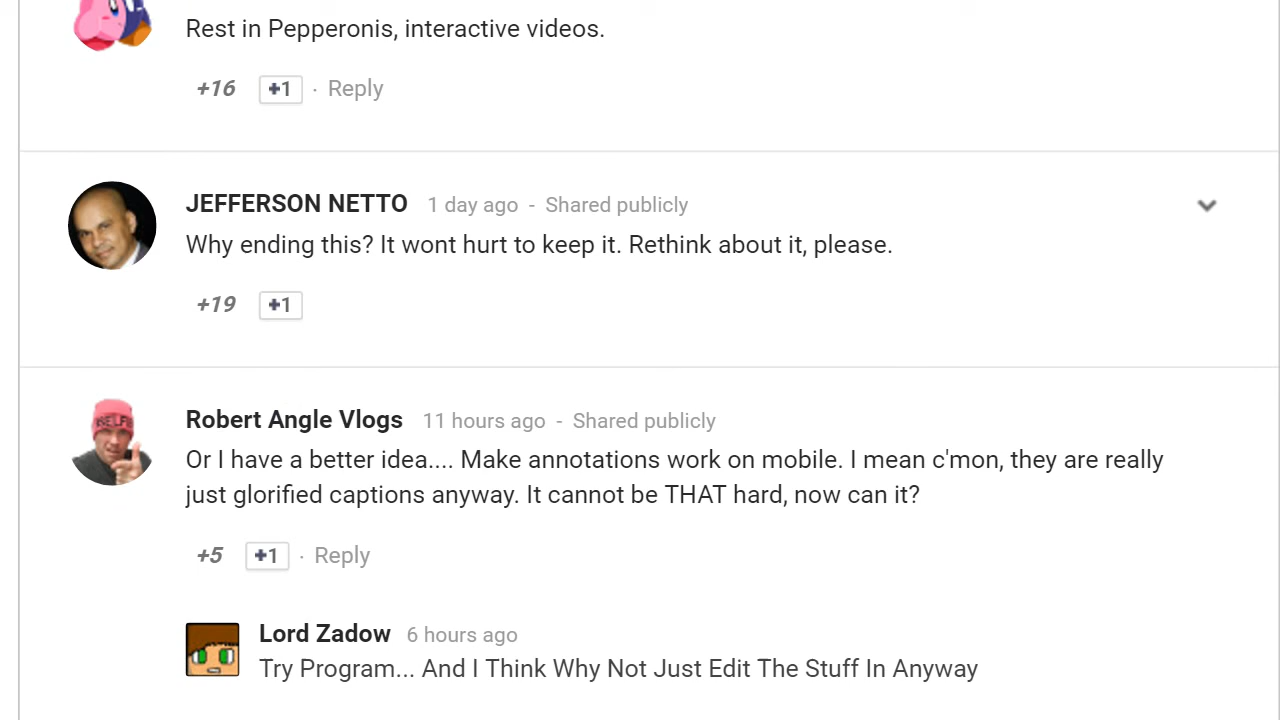 Rest in Pepperonis, interactive videos.
+16 +1 · Reply
JEFFERSON NETTO 1 day ago - Shared publicly
Why ending this? It wont hurt to keep it. Rethink about it, please.
+19 +1
Robert Angle Vlogs 11 hours ago - Shared publicly
Or I have a better idea.... Make annotations work on mobile. I mean c'mon, they are really
just glorified captions anyway. It cannot be THAT hard, now can it?
+5 +1 · Reply
Lord Zadow 6 hours ago
Try Program... And I Think Why Not Just Edit The Stuff In Anyway